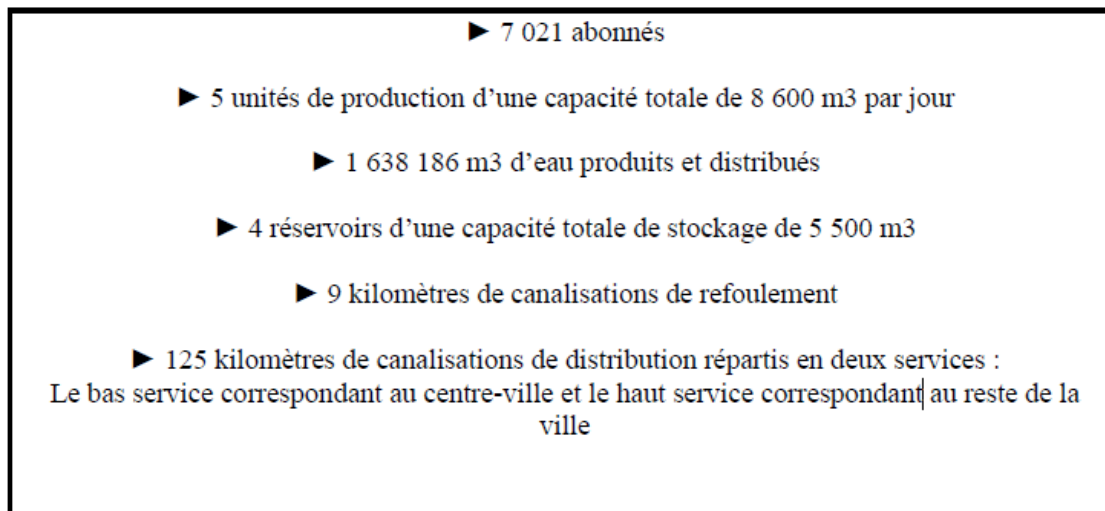 ► 7 021 abonnés
► 5 unités de production d’une capacité totale de 8 600 m3 par jour
► 1 638 186 m3 d’eau produits et distribués
► 4 réservoirs d’une capacité totale de stockage de 5 500 m3
► 9 kilomètres de canalisations de refoulement
► 125 kilomètres de canalisations de distribution répartis en deux services :
Le bas service correspondant au centre-ville et le haut service correspondant au reste de la
ville